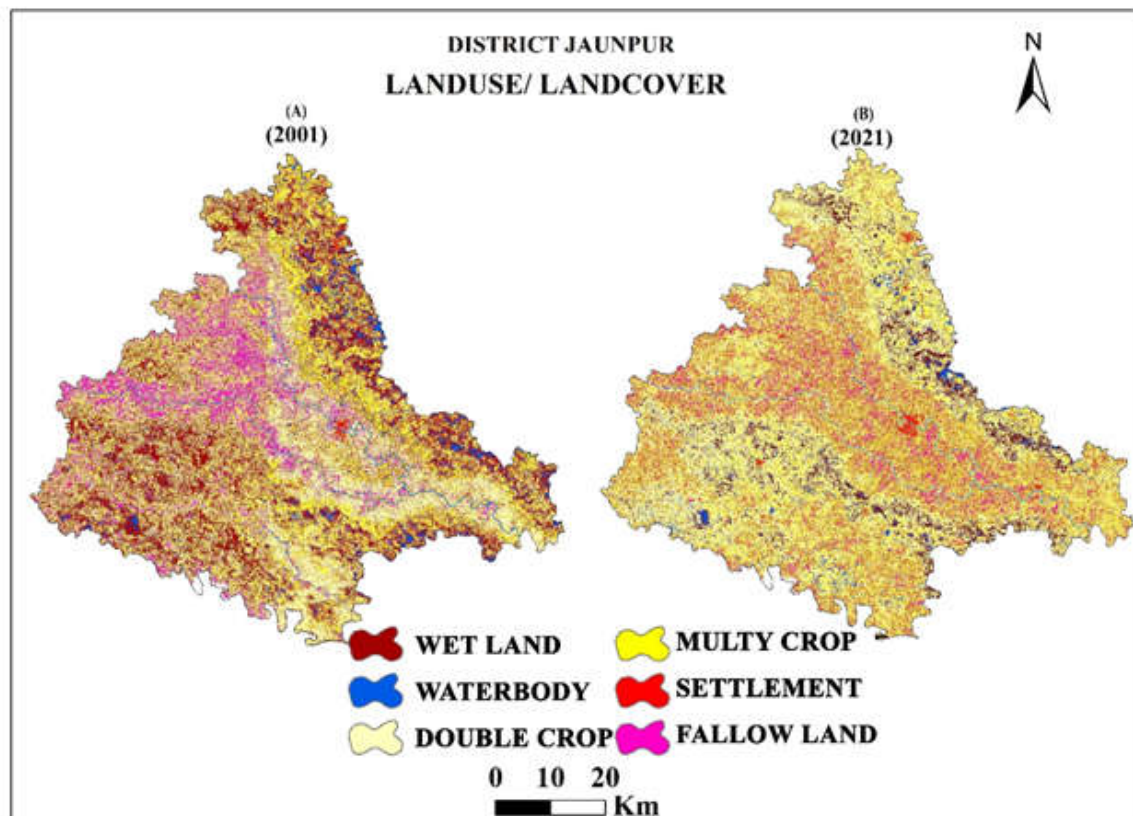 DISTRICT JAUNPUR
LANDUSE/ LANDCOVER
N
(A)
(2001)
(B)
(2021)
WET LAND
MULTY CROP
WATERBODY
SETTLEMENT
DOUBLE CROP
FALLOW LAND
0 10 20
Km